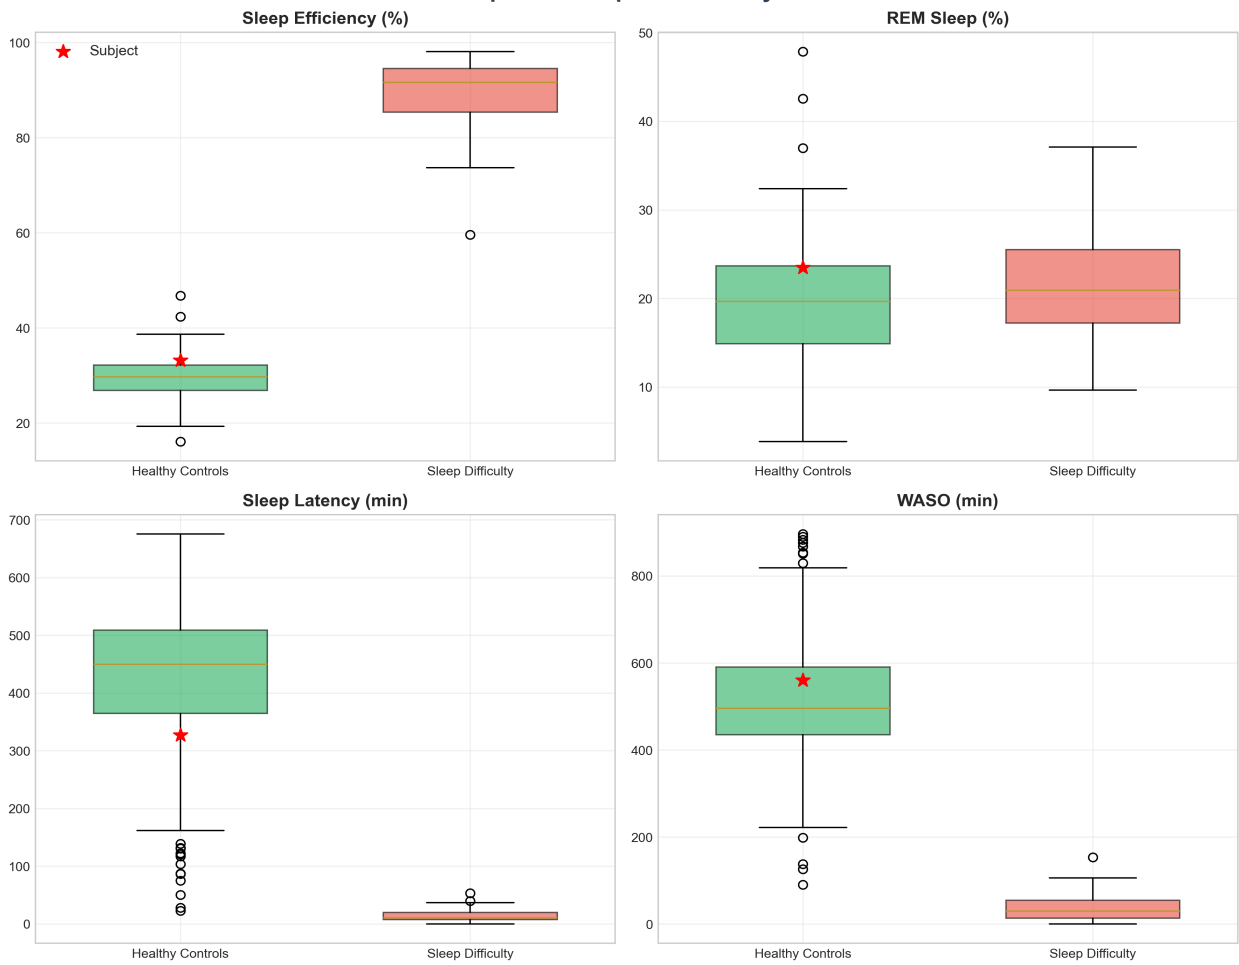 Sleep Efficiency (%)
REM Sleep (%)
100
80
60
40
20
Subject
Healthy Controls
Sleep Difficulty
50
40
30
20
10
Healthy Controls
Sleep Difficulty
Sleep Latency (min)
WASO (min)
700
600
500
400
300
200
100
0
Healthy Controls
Sleep Difficulty
800
600
400
200
0
Healthy Controls
Sleep Difficulty